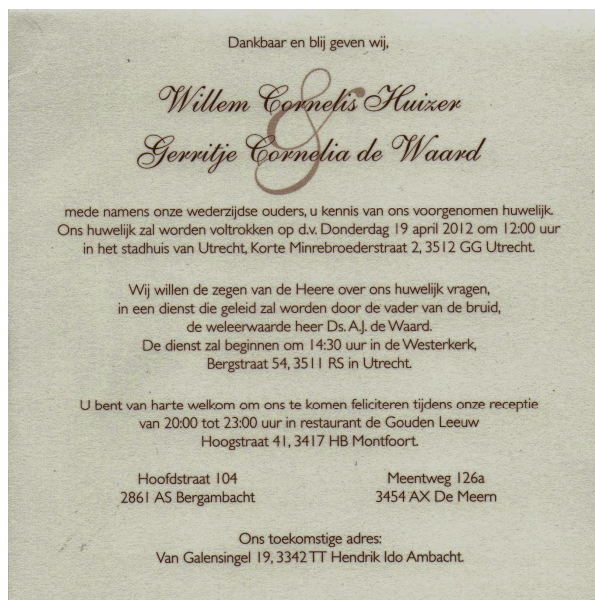 Dankbaar en blij geven wij,
Willem Cornelis Huizer
&
Gerritje Cornelia de Waard
mede namens onze wederzijdse ouders, u kennis van ons voorgenomen huwelijk.
Ons huwelijk zal worden voltrokken op d.v. Donderdag 19 april 2012 om 12:00 uur
in het stadhuis van Utrecht, Korte Minrebroederstraat 2, 3512 GG Utrecht.
Wij willen de zegen van de Heere over ons huwelijk vragen,
in een dienst die geleid zal worden door de vader van de bruid,
de weleerwaarde heer Ds. A.J. de Waard.
De dienst zal beginnen om 14:30 uur in de Westerkerk,
Bergstraat 54, 3511 RS in Utrecht.
U bent van harte welkom om ons te komen feliciteren tijdens onze receptie
van 20:00 tot 23:00 uur in restaurant de Gouden Leeuw
Hoogstraat 41, 3417 HB Montfoort.
Hoofdstraat 104
2861 AS Bergambacht
Meentweg 126a
3454 AX De Meern
Ons toekomstige adres:
Van Galensingel 19, 3342 TT Hendrik Ido Ambacht.